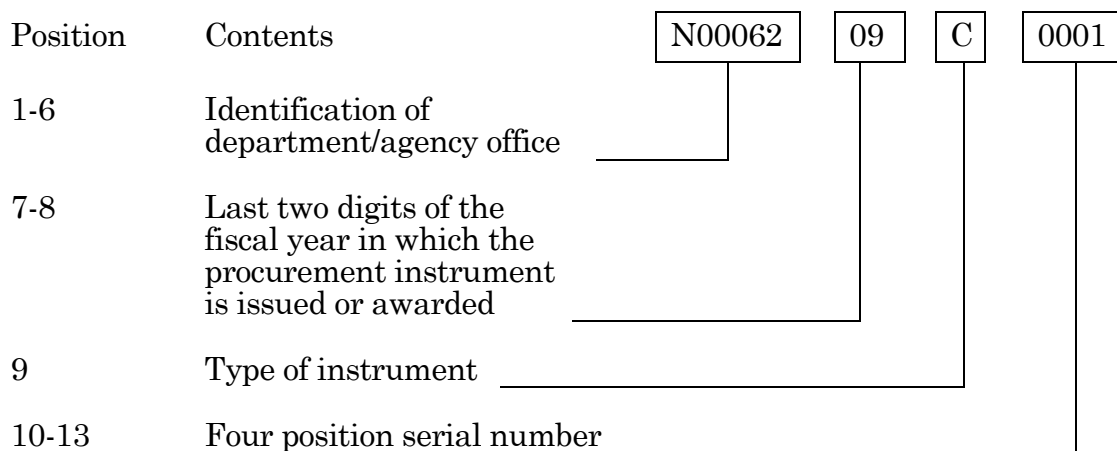 Position Contents N00062 09 C 0001
1-6 Identification of
department/agency office
7-8 Last two digits of the
fiscal year in which the
procurement instrument
is issued or awarded
9 Type of instrument
10-13 Four position serial number